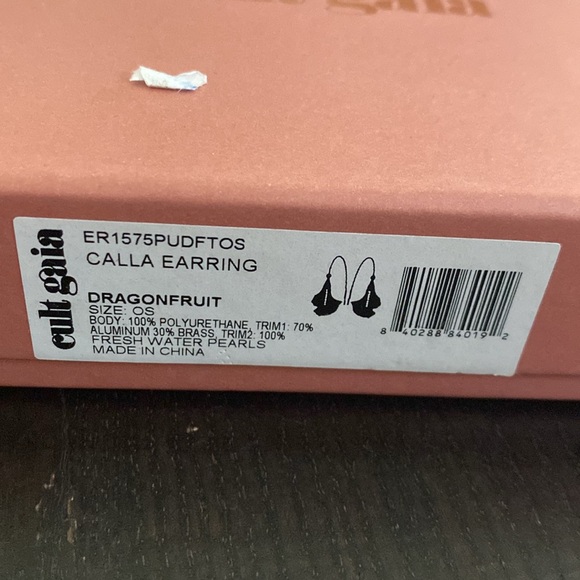 cult gaia
ER1575PUDFTOS
CALLA EARRING
DRAGONFRUIT
SIZE: OS
BODY: 100% POLYURETHANE, TRIM1: 70%
ALUMINUM 30% BRASS, TRIM2: 100%
FRESH WATER PEARLS
MADE IN CHINA
8 40288 84019 2